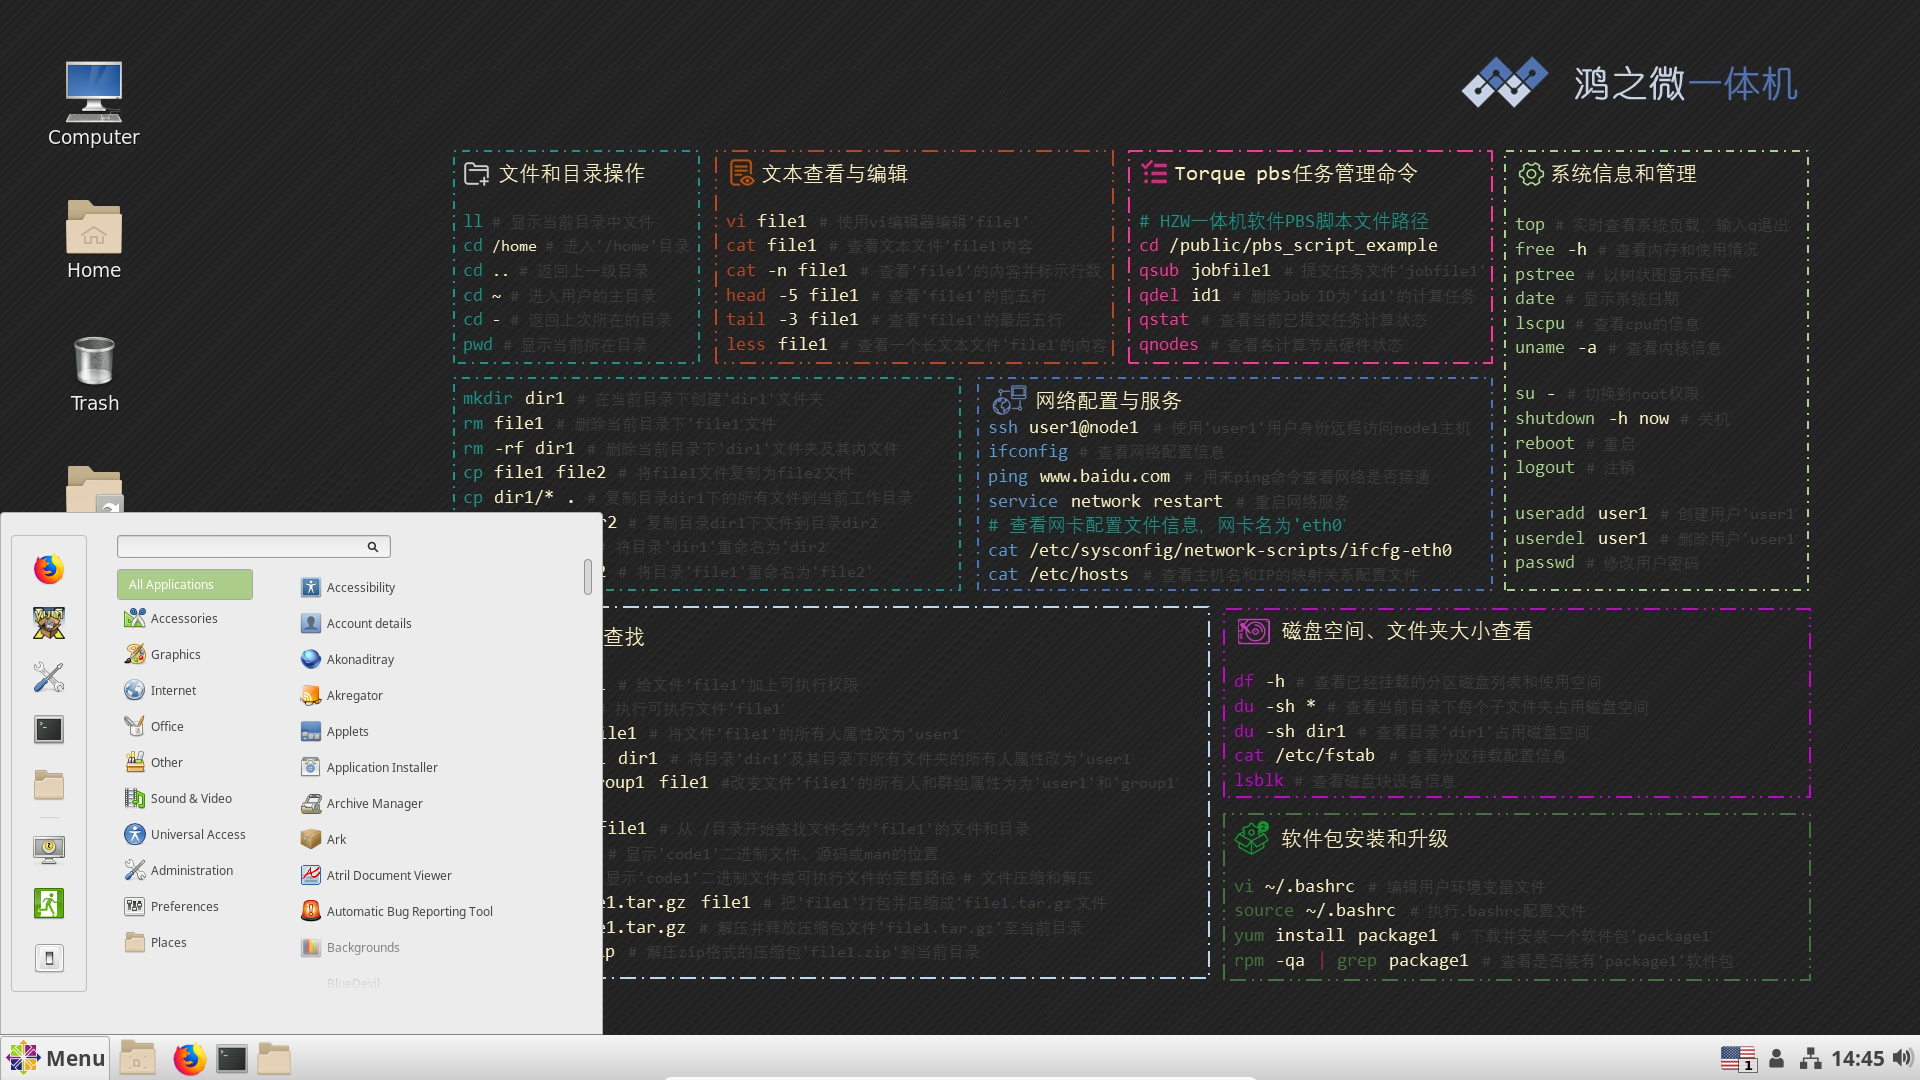 鸿之微一体机
Computer
Home
Trash
文件和目录操作
ll # 显示当前目录中文件
cd /home # 进入'/home'目录
cd .. # 返回上一级目录
cd ~ # 进入用户的主目录
cd - # 返回上次所在的目录
pwd # 显示当前所在目录
文本查看与编辑
vi file1 # 使用vi编辑器编辑'file1'
cat file1 # 查看文本文件'file1'内容
cat -n file1 # 查看'file1'的内容并标示行数
head -5 file1 # 查看'file1'的前五行
tail -3 file1 # 查看'file1'的最后五行
less file1 # 查看一个长文本文件'file1'的内容
Torque pbs任务管理命令
# HZW一体机软件PBS脚本文件路径
cd /public/pbs_script_example
qsub jobfile1 # 提交任务文件'jobfile1'
qdel id1 # 删除Job ID为'id1'的计算任务
qstat # 查看当前已提交任务计算状态
qnodes # 查看各计算节点硬件状态
系统信息和管理
top # 实时查看系统负载，输入q退出
free -h # 查看内存和使用情况
pstree # 以树状图显示程序
date # 显示系统日期
lscpu # 查看cpu的信息
uname -a # 查看内核信息
su - # 切换到root权限
shutdown -h now # 关机
reboot # 重启
logout # 注销
useradd user1 # 创建用户'user1'
userdel user1 # 删除用户'user1'
passwd # 修改用户密码
mkdir dir1 # 在当前目录下创建'dir1'文件夹
rm file1 # 删除当前目录下'file1'文件
rm -rf dir1 # 删除当前目录下'dir1'文件夹及其内文件
cp file1 file2 # 将file1文件复制为file2文件
cp dir1/* . # 复制目录dir1下的所有文件到当前工作目录
r2 # 复制目录dir1下文件到目录dir2
# 将目录'dir1'重命名为'dir2'
2 # 将目录'file1'重命名为'file2'
网络配置与服务
ssh user1@node1 # 使用'user1'用户身份远程访问node1主机
ifconfig # 查看网络配置信息
ping www.baidu.com # 用来ping命令查看网络是否接通
service network restart # 重启网络服务
# 查看网卡配置文件信息，网卡名为'eth0'
cat /etc/sysconfig/network-scripts/ifcfg-eth0
cat /etc/hosts # 查看主机名和IP的映射关系配置文件
查找
# 给文件'file1'加上可执行权限
# 执行可执行文件'file1'
ile1 # 将文件'file1'的所有人属性改为'user1'
dir1 # 将目录'dir1'及其目录下所有文件夹的所有人属性改为'user1
roup1 file1 #改变文件'file1'的所有人和群组属性为为'user1'和'group1'
file1 # 从 /目录开始查找文件名为'file1'的文件和目录
# 显示'code1'二进制文件、源码或man的位置
显示'code1'二进制文件或可执行文件的完整路径 # 文件压缩和解压
e1.tar.gz file1 # 把'file1'打包并压缩成'file1.tar.gz'文件
e1.tar.gz # 解压并释放压缩包文件'file1.tar.gz'至当前目录
ip # 解压zip格式的压缩包'file1.zip'到当前目录
磁盘空间、文件夹大小查看
df -h # 查看已经挂载的分区磁盘列表和使用空间
du -sh * # 查看当前目录下每个子文件夹占用磁盘空间
du -sh dir1 # 查看目录'dir1'占用磁盘空间
cat /etc/fstab # 查看分区挂载配置信息
lsblk # 查看磁盘块设备信息
软件包安装和升级
vi ~/.bashrc # 编辑用户环境变量文件
source ~/.bashrc # 执行.bashrc配置文件
yum install package1 # 下载并安装一个软件包'package1
rpm -qa | grep package1 # 查看是否装有'package1'软件包
All Applications
Accessories
Graphics
Internet
Office
Other
Sound & Video
Universal Access
Administration
Preferences
Places
Accessibility
Account details
Akonaditray
Akregator
Applets
Application Installer
Archive Manager
Ark
Atril Document Viewer
Automatic Bug Reporting Tool
Backgrounds
BlueDevil
Menu
1
14:45